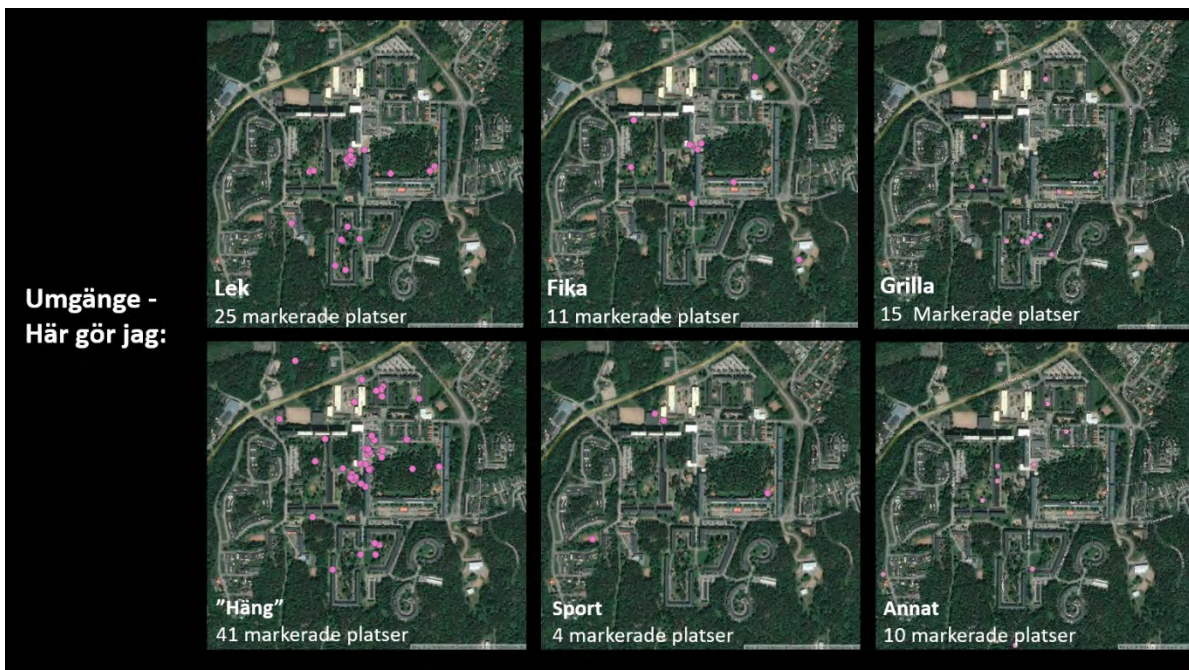 Umgänge -
Här gör jag:
Lek
25 markerade platser
Fika
11 markerade platser
Grilla
15 Markerade platser
"Häng"
41 markerade platser
Sport
4 markerade platser
Annat
10 markerade platser